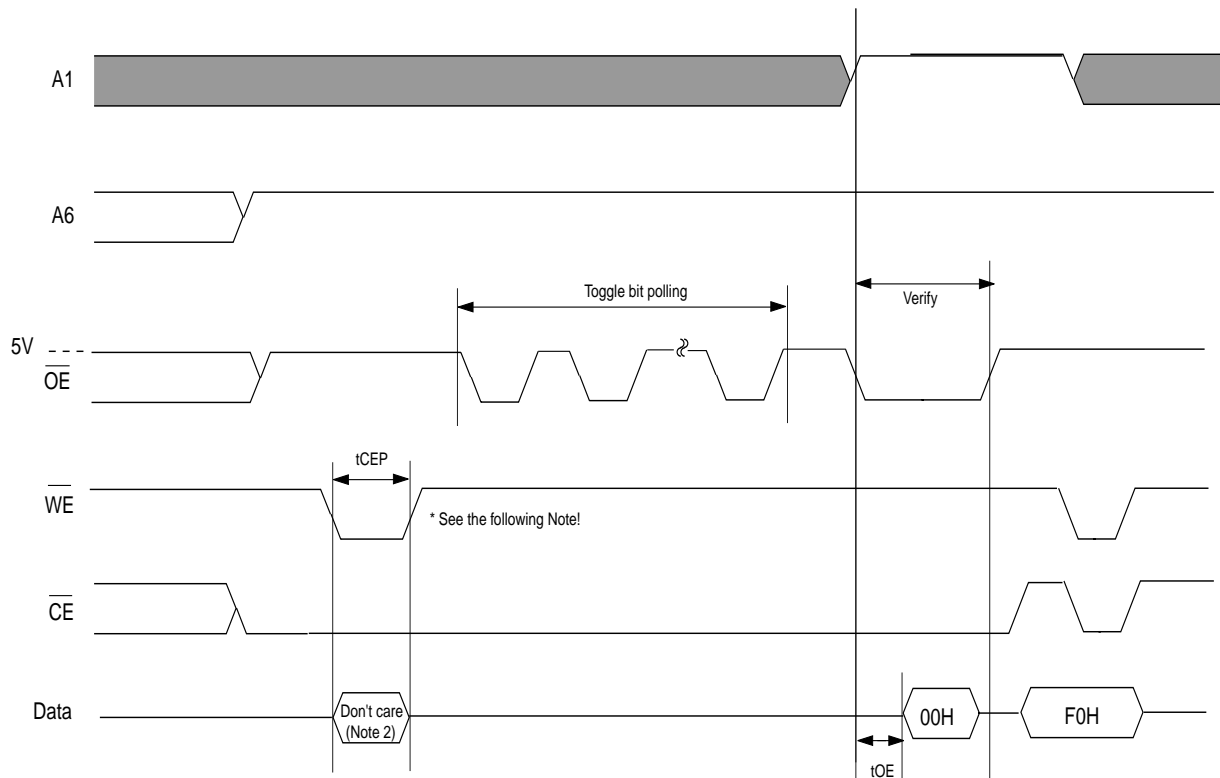 A1
A6
Toggle bit polling
Verify
5V
OE
tCEP
WE
* See the following Note!
CE
Data
Don't care
(Note 2)
00H
F0H
tOE